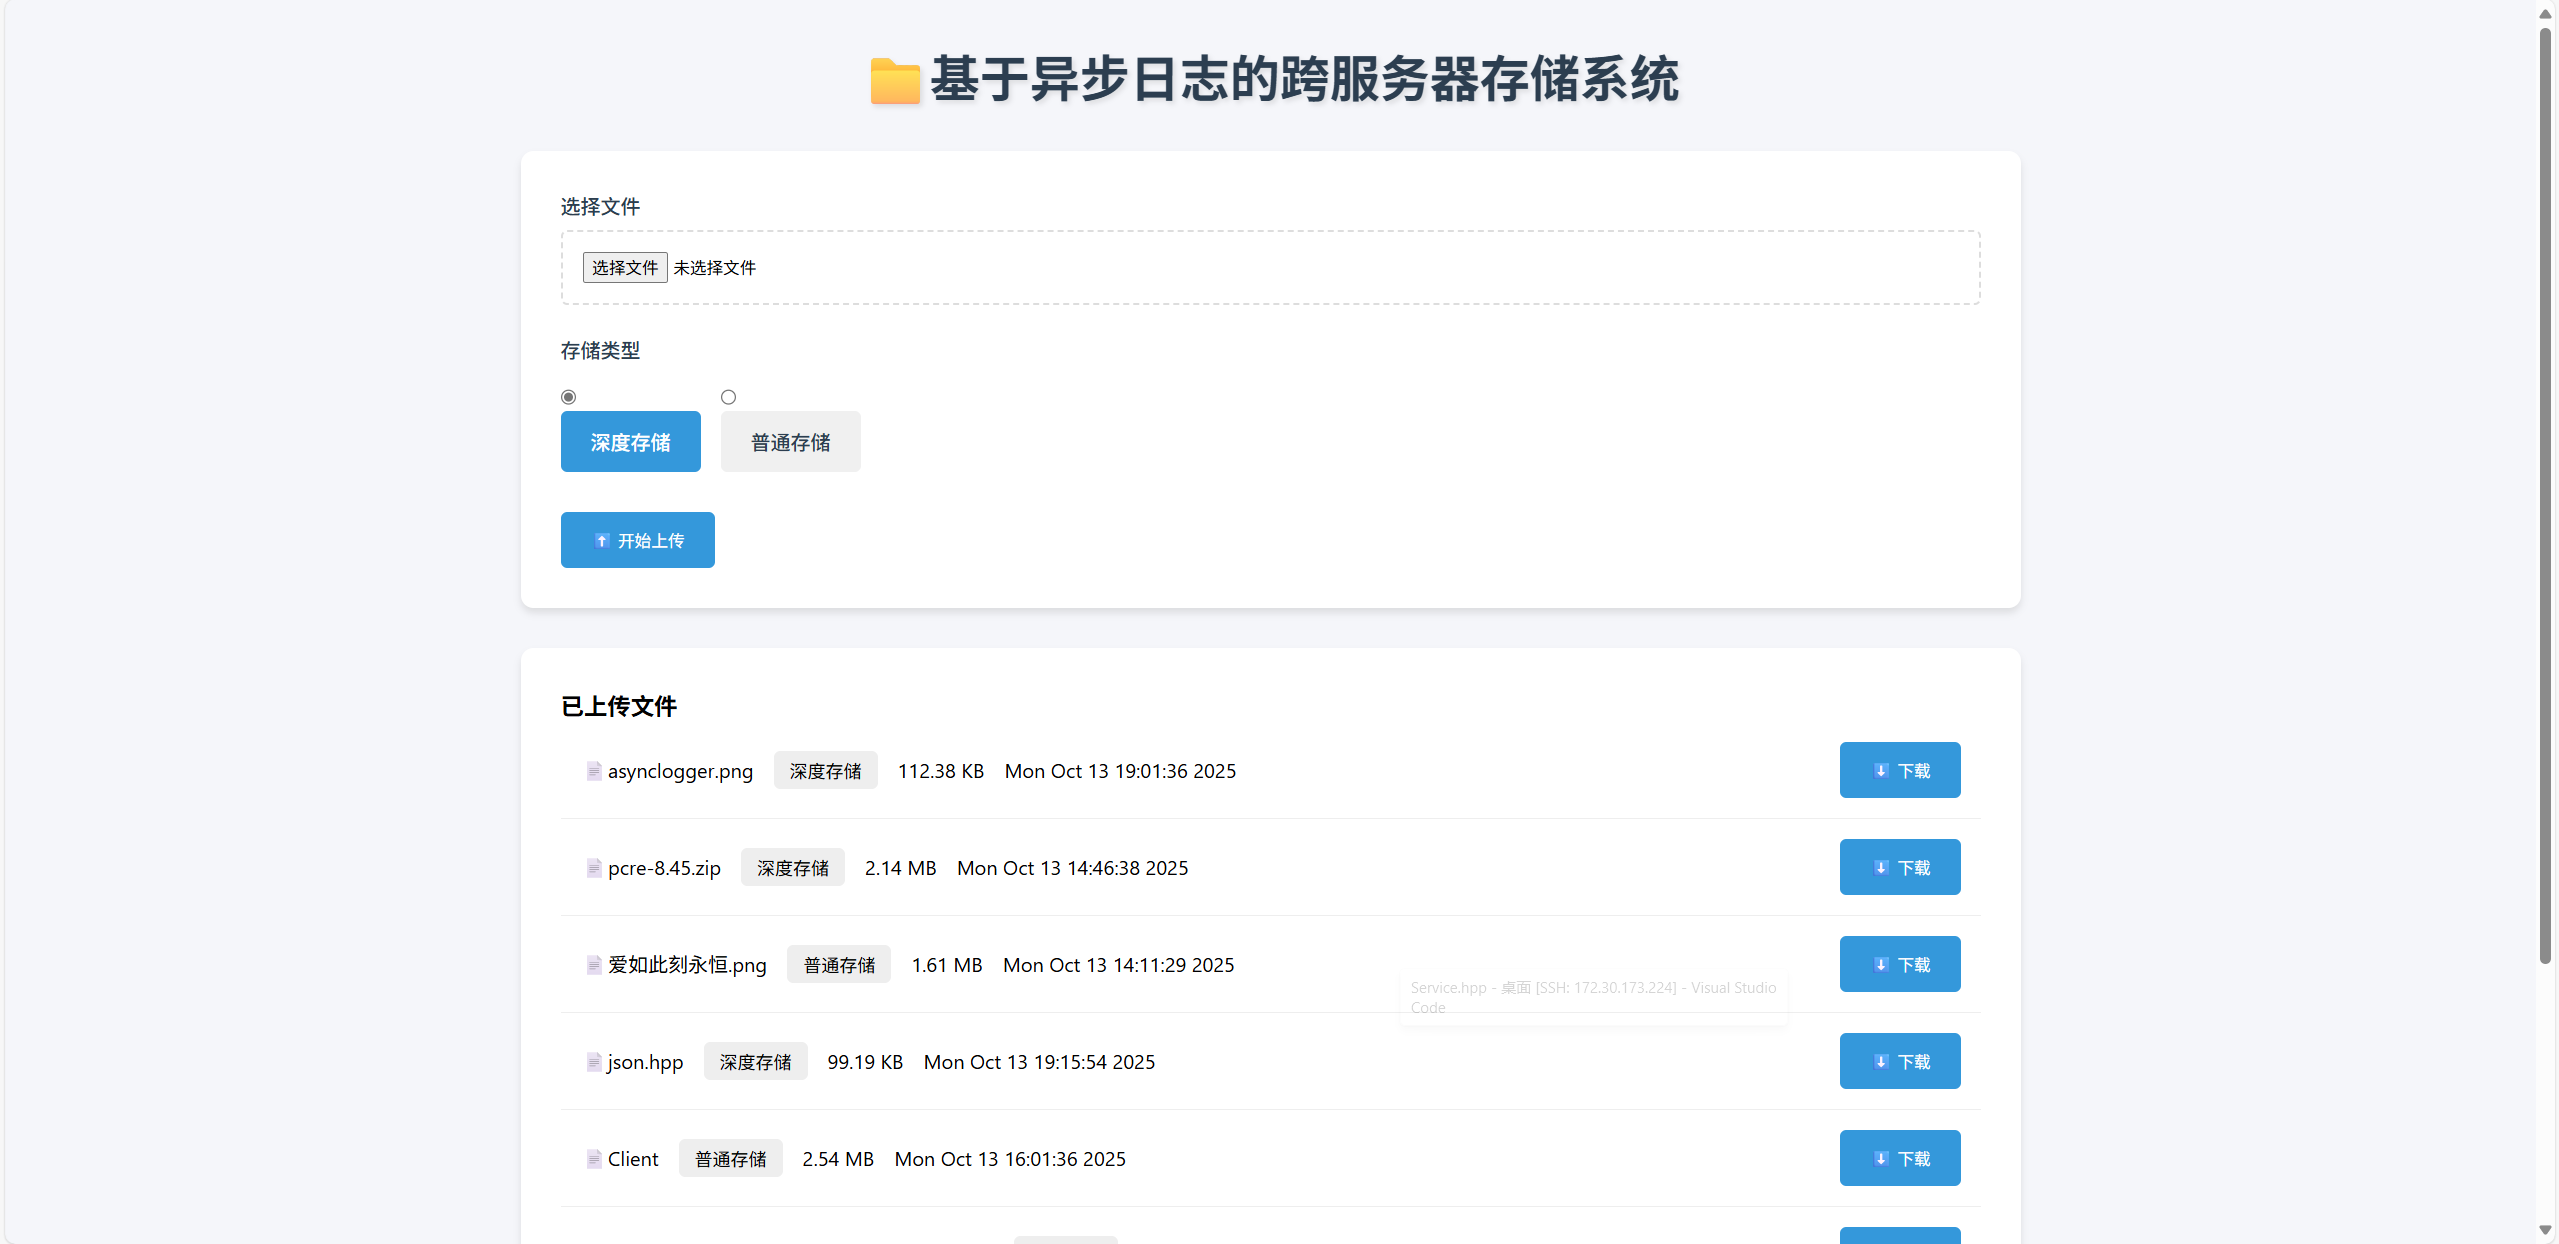 基于异步日志的跨服务器存储系统
选择文件
选择文件 未选择文件
存储类型
深度存储 普通存储
开始上传
已上传文件
asynclogger.png 深度存储 112.38 KB Mon Oct 13 19:01:36 2025 下载
pcre-8.45.zip 深度存储 2.14 MB Mon Oct 13 14:46:38 2025 下载
爱如此刻永恒.png 普通存储 1.61 MB Mon Oct 13 14:11:29 2025 下载
Service.hpp - 桌面 [SSH: 172.30.173.224] - Visual Studio
Code
json.hpp 深度存储 99.19 KB Mon Oct 13 19:15:54 2025 下载
Client 普通存储 2.54 MB Mon Oct 13 16:01:36 2025 下载